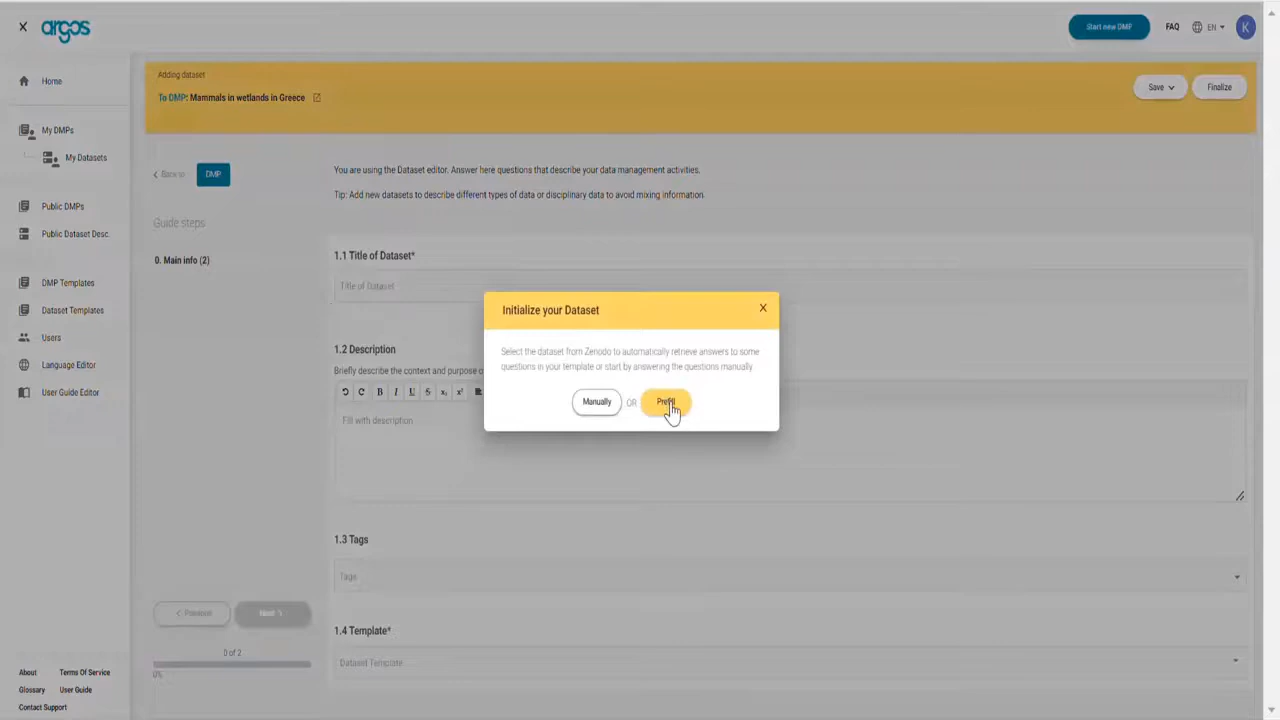 argos
Start new DMP
FAQ
EN
K
Home
My DMPs
My Datasets
Public DMPs
Public Dataset Desc.
DMP Templates
Dataset Templates
Users
Language Editor
User Guide Editor
About
Terms Of Service
Glossary
User Guide
Contact Support
Adding dataset
To DMP: Mammals in wetlands in Greece
Save
Finalize
Back to
DMP
Guide steps
0. Main info (2)
Previous
Next
0 of 2
0%
You are using the Dataset editor. Answer here questions that describe your data management activities.
Tip: Add new datasets to describe different types of data or disciplinary data to avoid mixing information.
1.1 Title of Dataset*
Title of Dataset
1.2 Description
Briefly describe the context and purpose o
B I U S x₂ x²
Fill with description
1.3 Tags
Tags
1.4 Template*
Dataset Template
Initialize your Dataset
X
Select the dataset from Zenodo to automatically retrieve answers to some
questions in your template or start by answering the questions manually
Manually
OR
Prefill